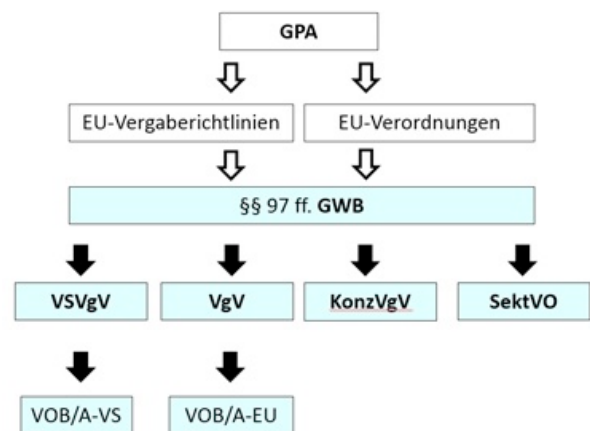 GPA
EU-Vergaberichtlinien
EU-Verordnungen
§§ 97 ff. GWB
VSVgV
VgV
KonzVgV
SektVO
VOB/A-VS
VOB/A-EU